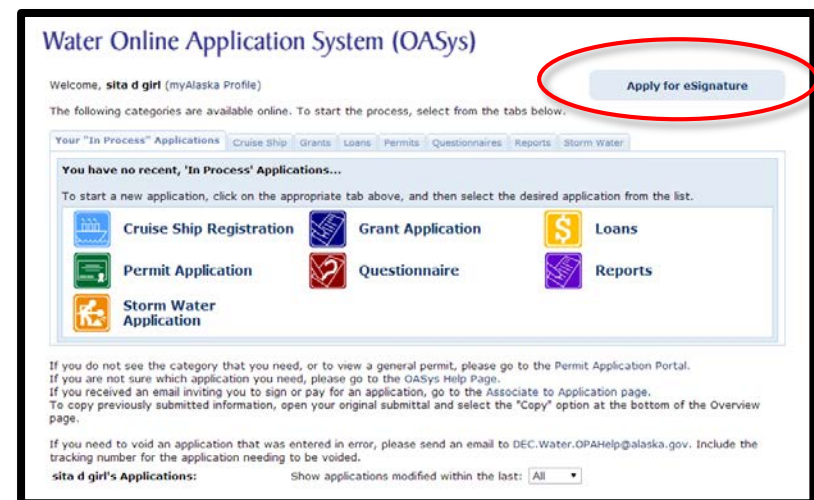 Water Online Application System (OASys)
Welcome, sita d girl (myAlaska Profile)
Apply for eSignature
The following categories are available online. To start the process, select from the tabs below.
Your "In Process" Applications Cruise Ship Grants Loans Permits Questionnaires Reports Storm Water
You have no recent, 'In Process' Applications...
To start a new application, click on the appropriate tab above, and then select the desired application from the list.
Cruise Ship Registration Grant Application Loans
Permit Application Questionnaire Reports
Storm Water
Application
If you do not see the category that you need, or to view a general permit, please go to the Permit Application Portal.
If you are not sure which application you need, please go to the OASys Help Page.
If you received an email inviting you to sign or pay for an application, go to the Associate to Application page.
To copy previously submitted information, open your original submittal and select the "Copy" option at the bottom of the Overview
page.
If you need to void an application that was entered in error, please send an email to DEC.Water.OPAHelp@alaska.gov. Include the
tracking number for the application needing to be voided.
sita d girl's Applications: Show applications modified within the last: All